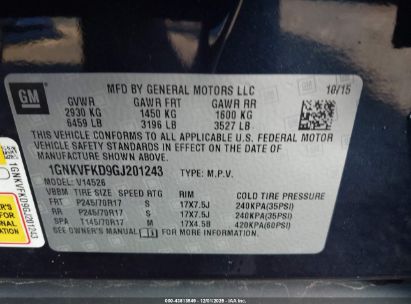 GM
MFD BY GENERAL MOTORS LLC
10/15
GVWR GAWR FRT GAWR RR
2930 KG 1450 KG 1600 KG
6459 LB 3196 LB 3527 LB
THIS VEHICLE CONFORMS TO ALL APPLICABLE U.S. FEDERAL MOTOR
VEHICLE SAFETY STANDARDS IN EFFECT ON THE DATE OF
MANUFACTURE SHOWN ABOVE.
1GNKVFKD9GJ201243 TYPE: M.P.V.
MODEL: V14526
VBBM TIRE SIZE SPEED RTG RIM COLD TIRE PRESSURE
FRT P245/70R17 S 17X7.5J 240KPA(35PSI)
RR P245/70R17 S 17X7.5J 240KPA(35PSI)
SPA T145/70R17 M 17X4.5B 420KPA(60PSI)
SEE OWNER'S MANUAL FOR ADDITIONAL INFORMATION.
1GNKVFKD9GJ201243